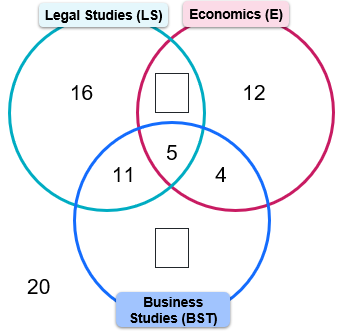 Legal Studies (LS)
Economics (E)
16
12
5
11
4
20
Business
Studies (BST)